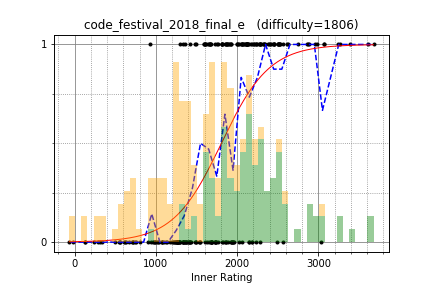 code_festival_2018_final_e   (difficulty=1806)
1
0
0 1000 2000 3000
Inner Rating